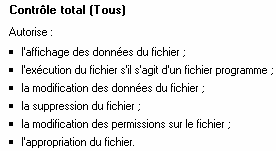 Contrôle total (Tous)
Autorise :
▪ l'affichage des données du fichier ;
▪ l'exécution du fichier s'il s'agit d'un fichier programme ;
▪ la modification des données du fichier ;
▪ la suppression du fichier ;
▪ la modification des permissions sur le fichier ;
▪ l'appropriation du fichier.